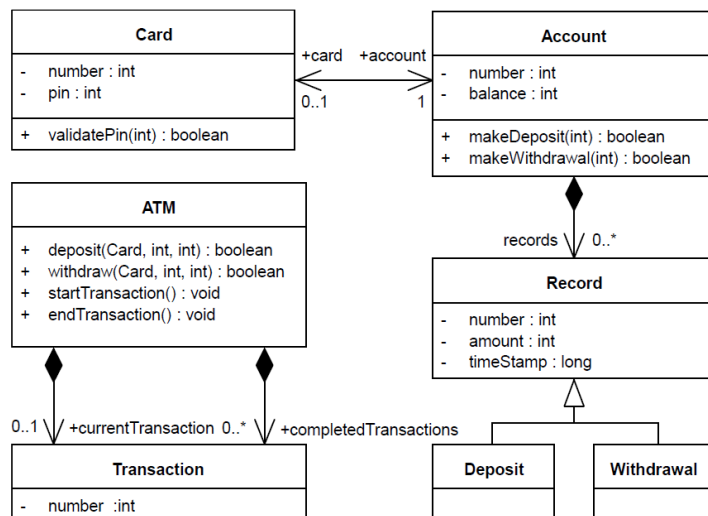 Card
- number : int
- pin : int
+ validatePin(int) : boolean
+card +account
0..1 1
Account
- number : int
- balance : int
+ makeDeposit(int) : boolean
+ makeWithdrawal(int) : boolean
ATM
+ deposit(Card, int, int) : boolean
+ withdraw(Card, int, int) : boolean
+ startTransaction() : void
+ endTransaction() : void
records 0..*
Record
- number : int
- amount : int
- timeStamp : long
0..1 +currentTransaction 0..* +completedTransactions
Transaction
- number :int
Deposit
Withdrawal